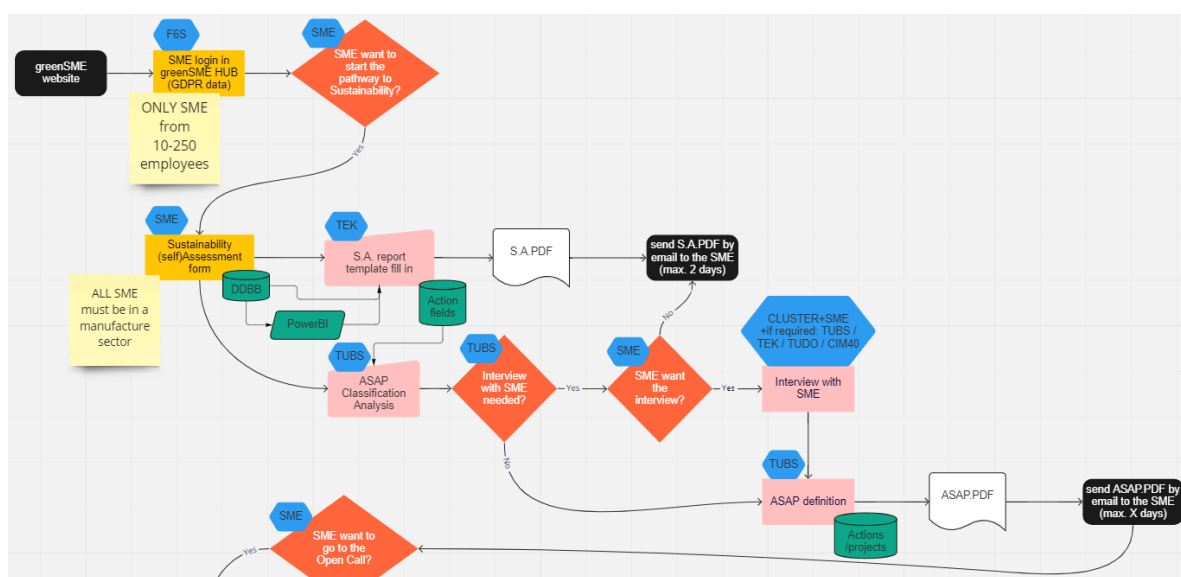 F6S
SME
greenSME
website
SME login in
greenSME HUB
(GDPR data)
SME want to
start the
pathway to
Sustainability?
ONLY SME
from
10-250
employees
Yes
SME
Sustainability
(self)Assessment
form
TEK
S.A. report
template fill in
S.A.PDF
send S.A.PDF by
email to the SME
(max. 2 days)
DDBB
PowerBI
Action
fields
ALL SME
must be in a
manufacture
sector
No
CLUSTER+SME
+if required: TUBS /
TEK / TUDO / CIM40
TUBS
ASAP
Classification
Analysis
TUBS
Interview
with SME
needed?
Yes
SME
SME want
the
interview?
Yes
Interview with
SME
No
TUBS
ASAP definition
Actions
/projects
ASAP.PDF
send ASAP.PDF by
email to the SME
(max. X days)
SME
SME want to
go to the
Open Call?
Yes